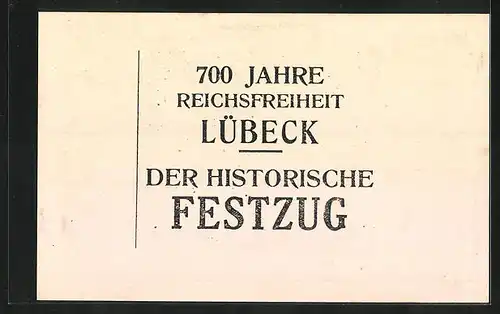 700 JAHRE
REICHSFREIHEIT
LÜBECK
DER HISTORISCHE
FESTZUG